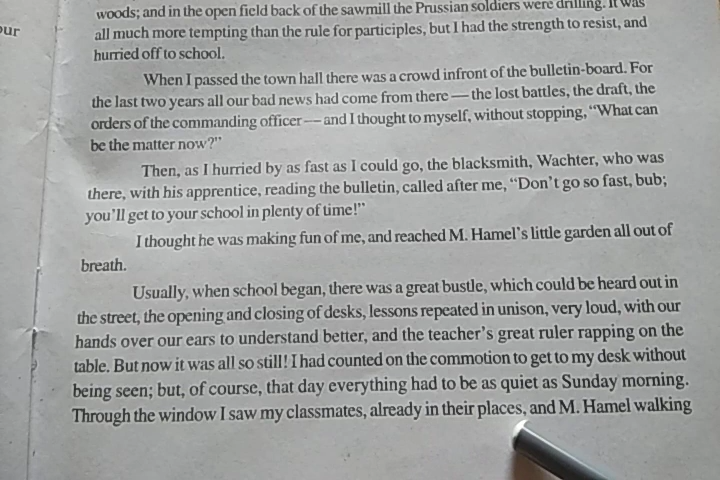 our
woods; and in the open field back of the sawmill the Prussian soldiers were drilling. It was
all much more tempting than the rule for participles, but I had the strength to resist, and
hurried off to school.
When I passed the town hall there was a crowd infront of the bulletin-board. For
the last two years all our bad news had come from there — the lost battles, the draft, the
orders of the commanding officer — and I thought to myself, without stopping, “What can
be the matter now?”
Then, as I hurried by as fast as I could go, the blacksmith, Wachter, who was
there, with his apprentice, reading the bulletin, called after me, “Don’t go so fast, bub;
you’ll get to your school in plenty of time!”
I thought he was making fun of me, and reached M. Hamel’s little garden all out of
breath.
Usually, when school began, there was a great bustle, which could be heard out in
the street, the opening and closing of desks, lessons repeated in unison, very loud, with our
hands over our ears to understand better, and the teacher’s great ruler rapping on the
table. But now it was all so still! I had counted on the commotion to get to my desk without
being seen; but, of course, that day everything had to be as quiet as Sunday morning.
Through the window I saw my classmates, already in their places, and M. Hamel walking